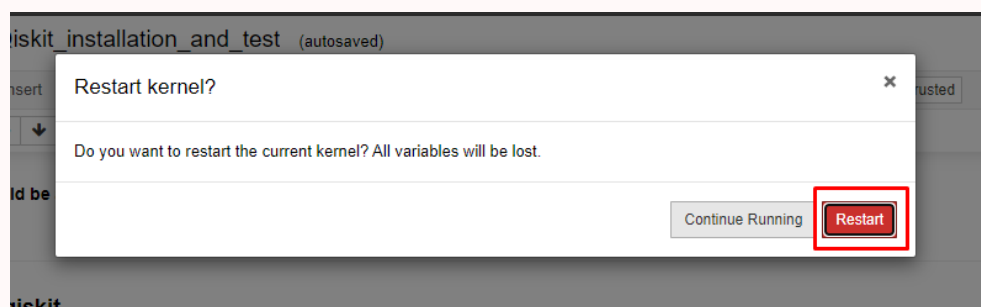 iskit_installation_and_test (autosaved)
nsert
rusted
Restart kernel?
×
Do you want to restart the current kernel? All variables will be lost.
ld be
Continue Running
Restart
qiskit